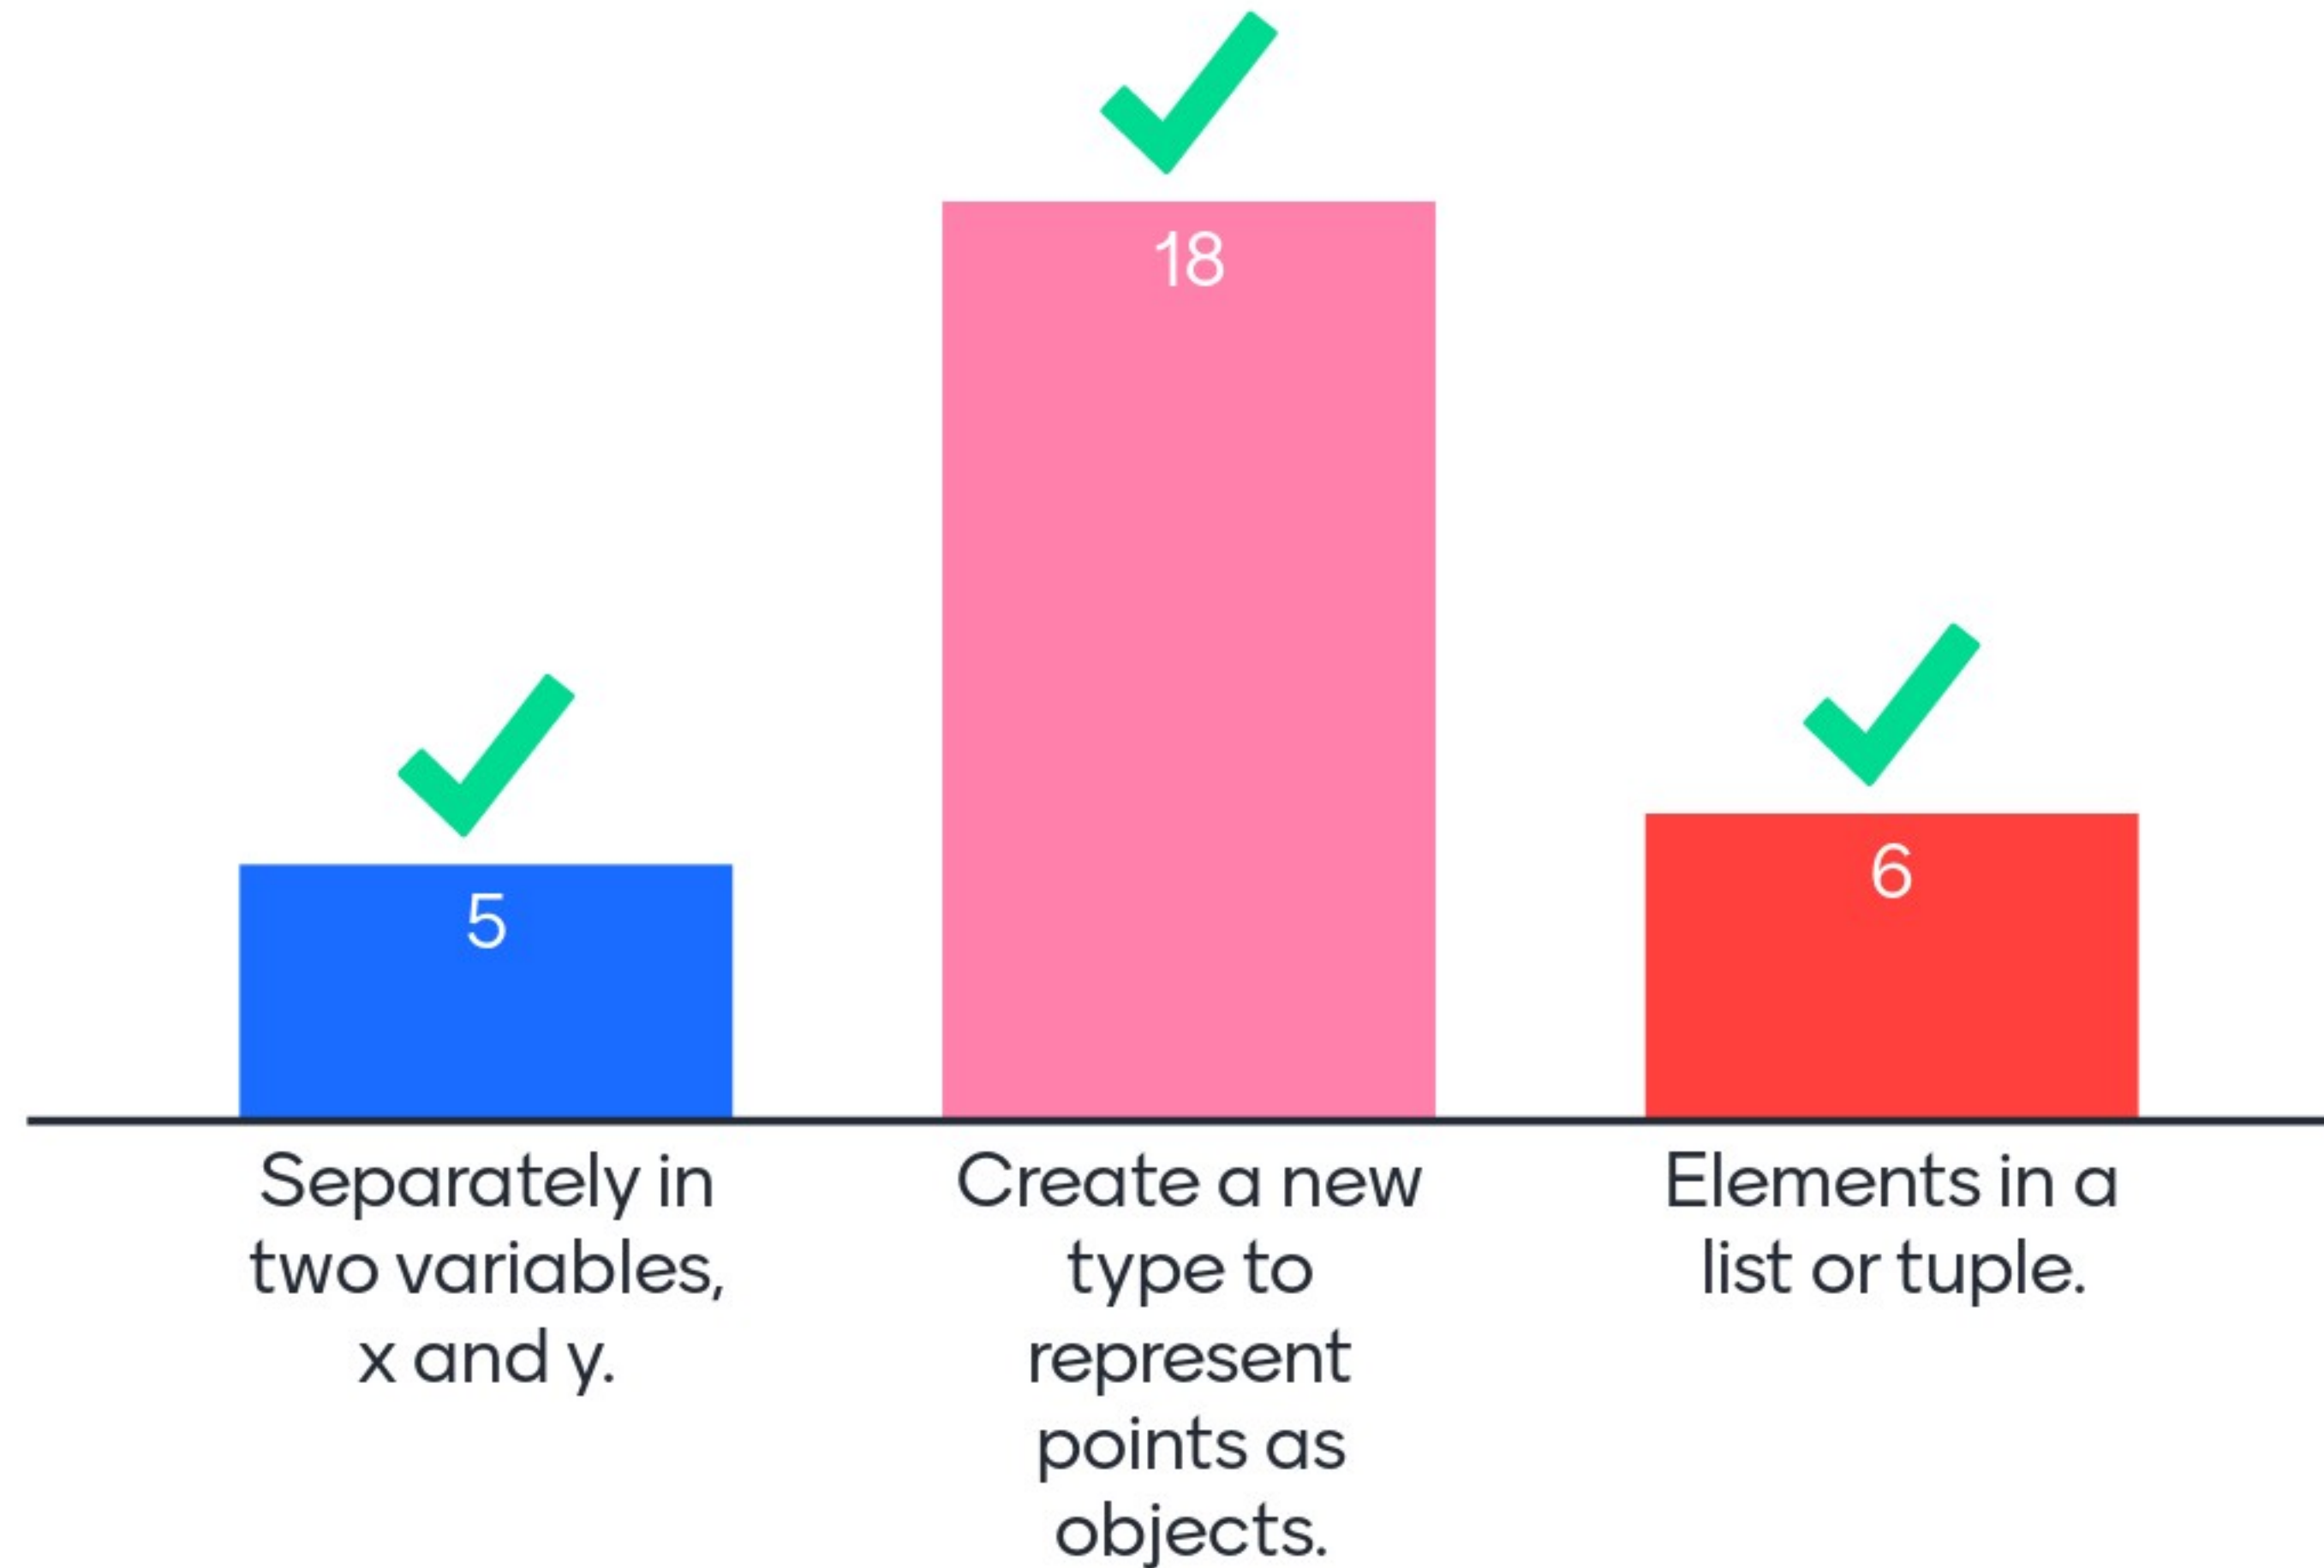 18
6
5
Separately in
two variables,
x and y.
Create a new
type to
represent
points as
objects.
Elements in a
list or tuple.